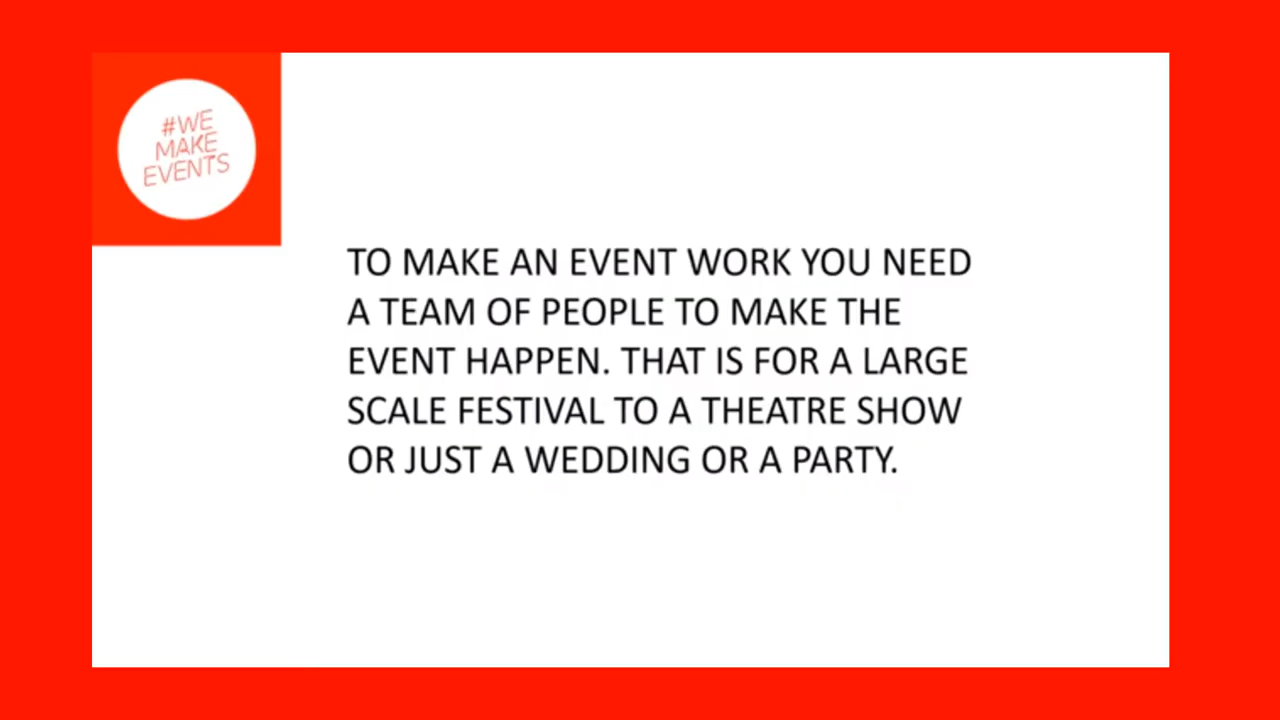 #WE
MAKE
EVENTS
TO MAKE AN EVENT WORK YOU NEED
A TEAM OF PEOPLE TO MAKE THE
EVENT HAPPEN. THAT IS FOR A LARGE
SCALE FESTIVAL TO A THEATRE SHOW
OR JUST A WEDDING OR A PARTY.